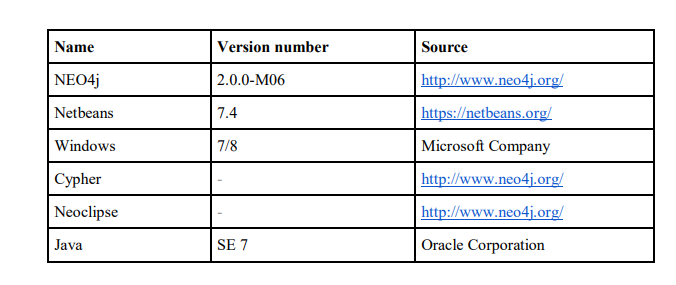 Name Version number Source
NEO4j 2.0.0-M06 http://www.neo4j.org/
Netbeans 7.4 https://netbeans.org/
Windows 7/8 Microsoft Company
Cypher - http://www.neo4j.org/
Neoclipse - http://www.neo4j.org/
Java SE 7 Oracle Corporation